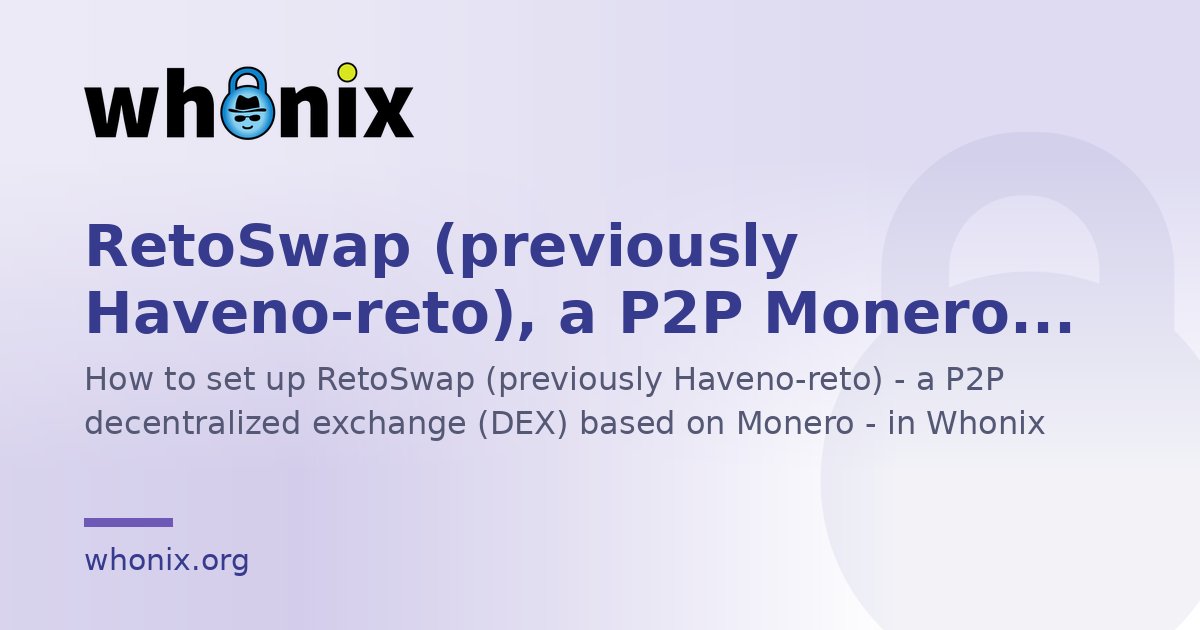 whonix
RetoSwap (previously
Haveno-reto), a P2P Monero...
How to set up RetoSwap (previously Haveno-reto) - a P2P
decentralized exchange (DEX) based on Monero - in Whonix
whonix.org